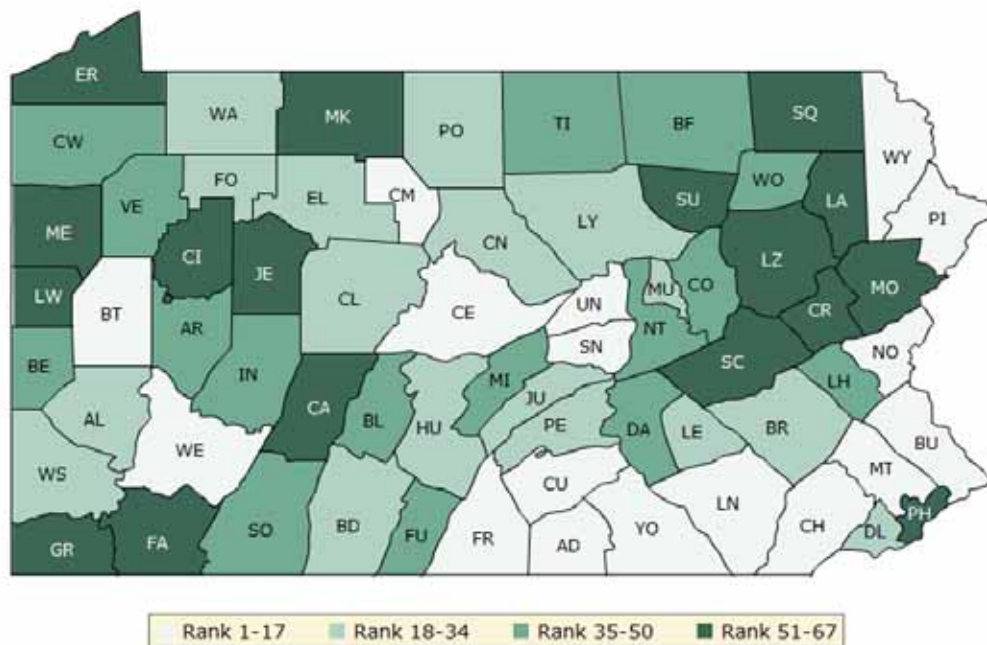 ER
WA
MK
PO
TI
BF
SQ
WY
CW
VE
FO
EL
CM
LY
SU
WO
LA
PI
ME
CI
JE
CL
CN
LZ
MO
LW
BT
AR
CE
UN
MU
CO
CR
BE
IN
SN
NT
SC
NO
AL
CA
BL
MI
JU
HU
PE
DA
LE
BR
LH
WS
WE
CU
LN
MT
BU
GR
FA
SO
BD
FU
FR
AD
YO
CH
DL
PH
Rank 1-17 Rank 18-34 Rank 35-50 Rank 51-67